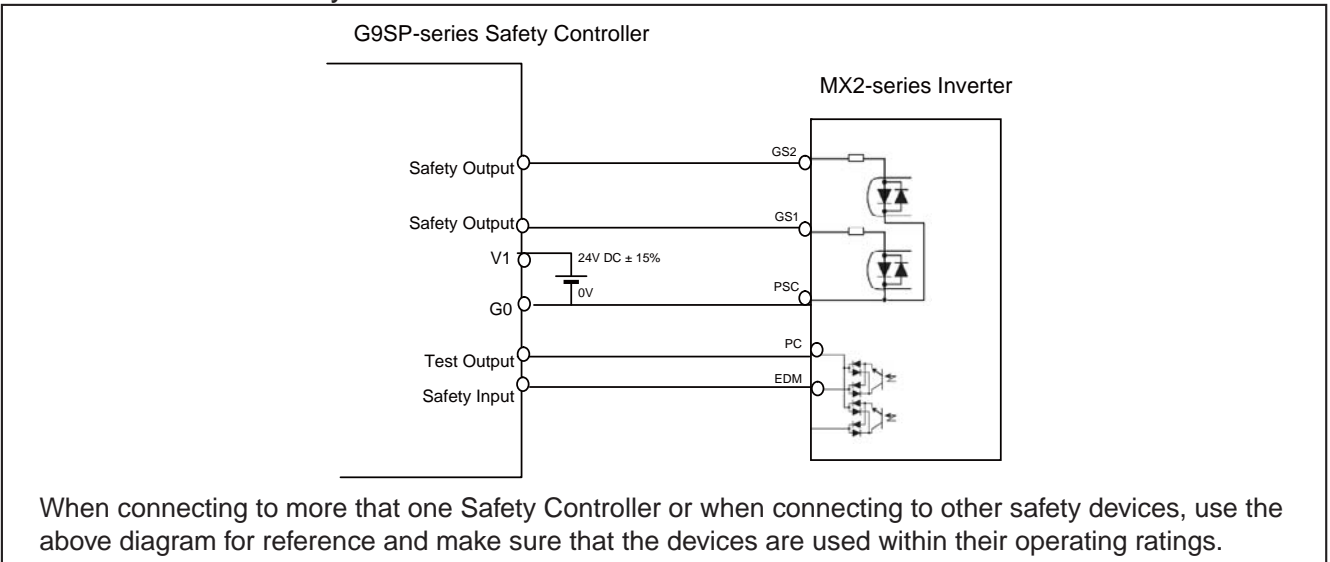 G9SP-series Safety Controller
MX2-series Inverter
Safety Output
GS2
Safety Output
GS1
V1
24V DC ± 15%
0V
G0
PSC
Test Output
PC
Safety Input
EDM
When connecting to more that one Safety Controller or when connecting to other safety devices, use the
above diagram for reference and make sure that the devices are used within their operating ratings.